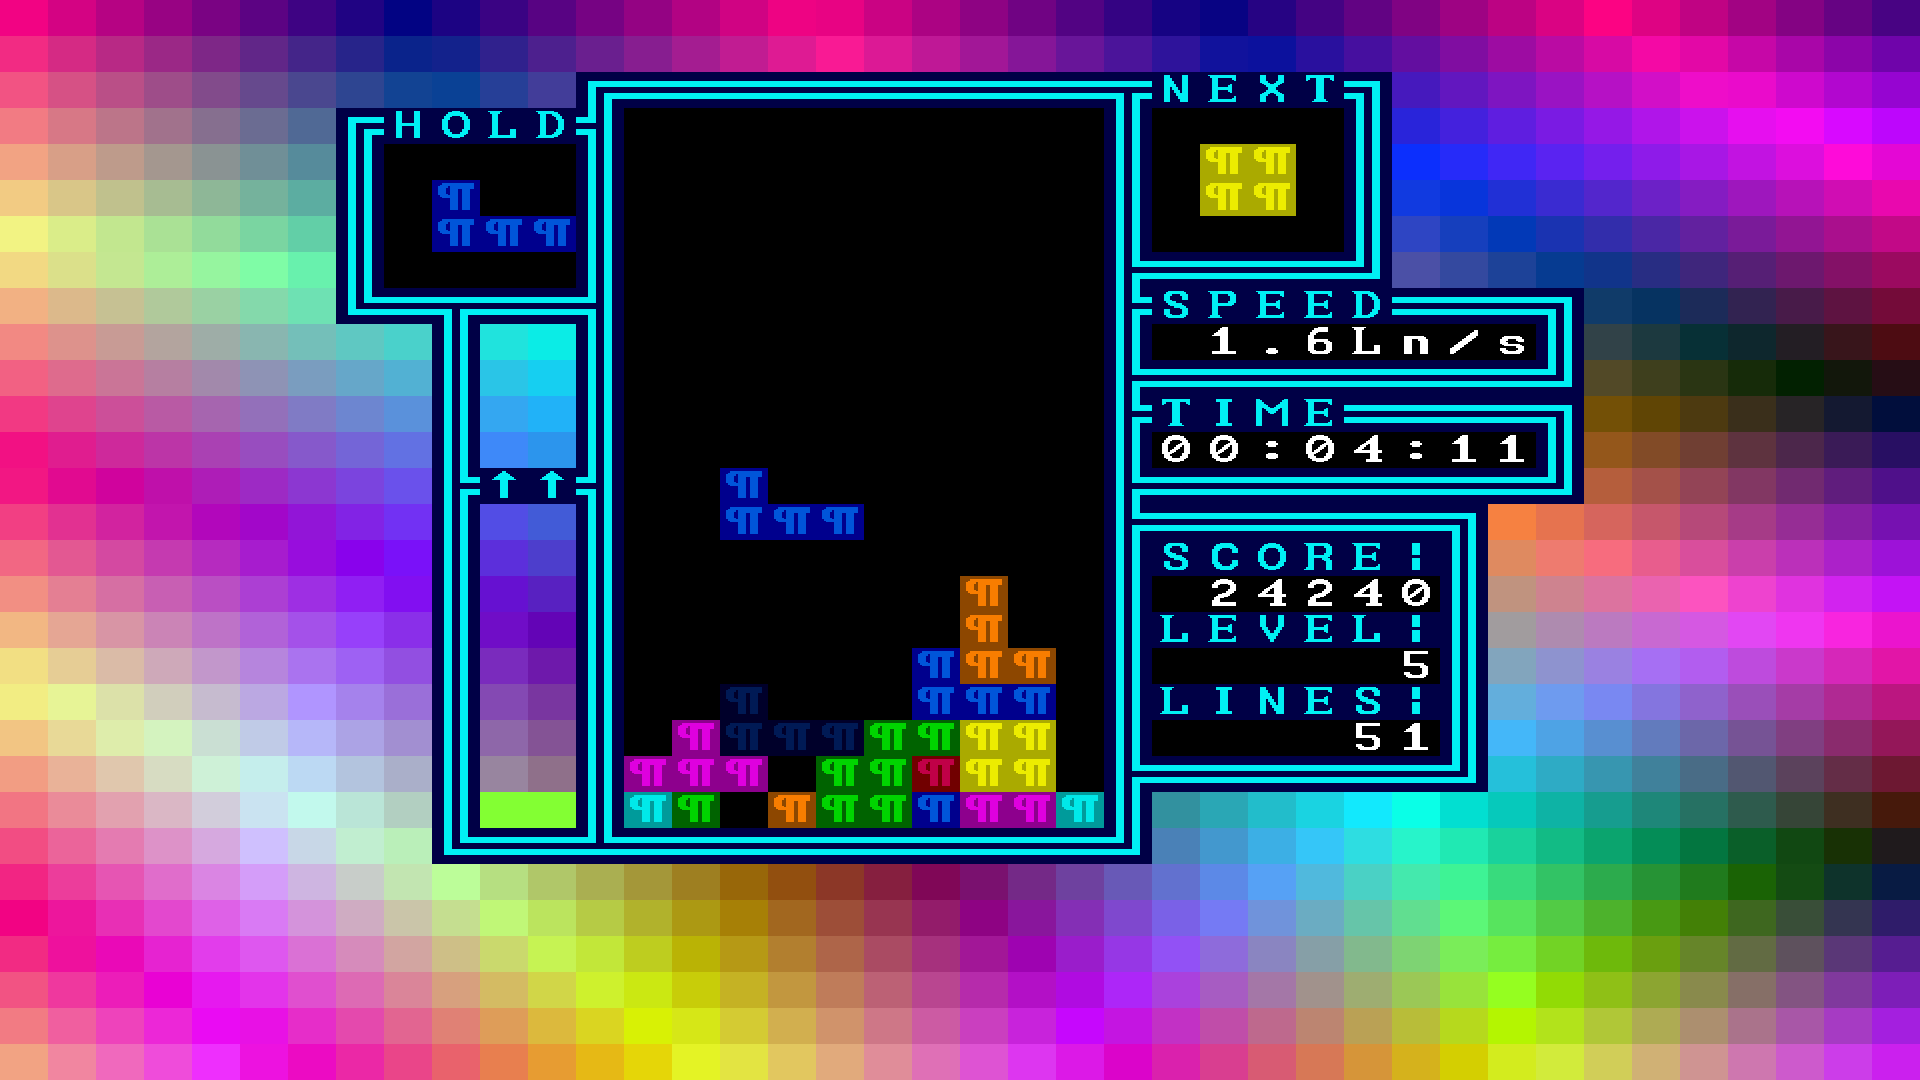 NEXT
HOLD
SPEED
1.6Ln/s
TIME
00:04:11
↑↑
SCORE:
24240
LEVEL:
5
LINES:
51